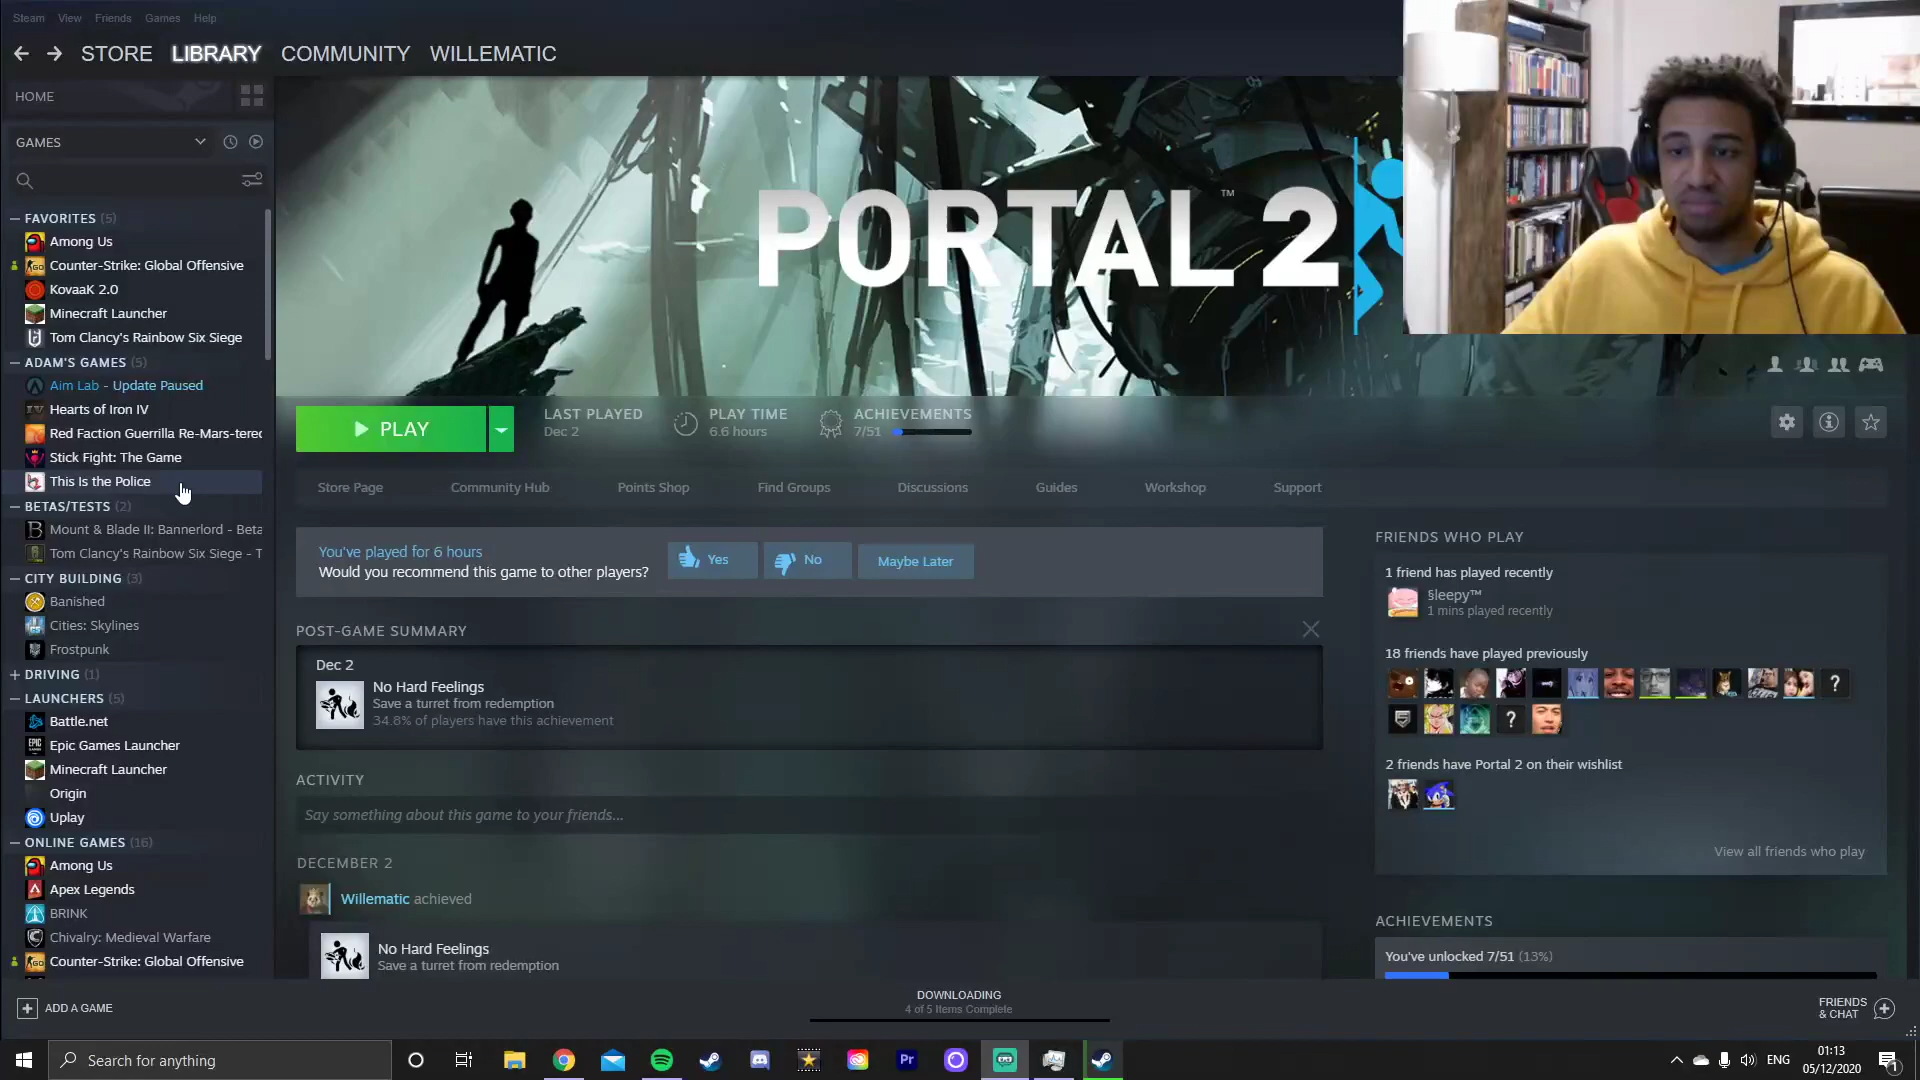 Steam View Friends Games Help
STORE LIBRARY COMMUNITY WILLEMATIC
HOME
GAMES
FAVORITES (5)
Among Us
Counter-Strike: Global Offensive
KovaaK 2.0
Minecraft Launcher
Tom Clancy's Rainbow Six Siege
ADAM'S GAMES (5)
Aim Lab - Update Paused
Hearts of Iron IV
Red Faction Guerrilla Re-Mars-tered
Stick Fight: The Game
This Is the Police
BETAS/TESTS (2)
Mount & Blade II: Bannerlord - Beta
Tom Clancy's Rainbow Six Siege - T
CITY BUILDING (3)
Banished
Cities: Skylines
Frostpunk
DRIVING (1)
LAUNCHERS (5)
Battle.net
Epic Games Launcher
Minecraft Launcher
Origin
Uplay
ONLINE GAMES (16)
Among Us
Apex Legends
BRINK
Chivalry: Medieval Warfare
Counter-Strike: Global Offensive
PORTAL 2™
PLAY
LAST PLAYED
Dec 2
PLAY TIME
6.6 hours
ACHIEVEMENTS
7/51
Store Page Community Hub Points Shop Find Groups Discussions Guides Workshop Support
You've played for 6 hours
Would you recommend this game to other players?
Yes No Maybe Later
POST-GAME SUMMARY
Dec 2
No Hard Feelings
Save a turret from redemption
34.8% of players have this achievement
ACTIVITY
Say something about this game to your friends...
DECEMBER 2
Willematic achieved
No Hard Feelings
Save a turret from redemption
FRIENDS WHO PLAY
1 friend has played recently
§leepy™
1 mins played recently
18 friends have played previously
?
?
2 friends have Portal 2 on their wishlist
View all friends who play
ACHIEVEMENTS
You've unlocked 7/51 (13%)
ADD A GAME
DOWNLOADING
4 of 5 Items Complete
FRIENDS
& CHAT
Search for anything
Pr
ENG
01:13
05/12/2020
1